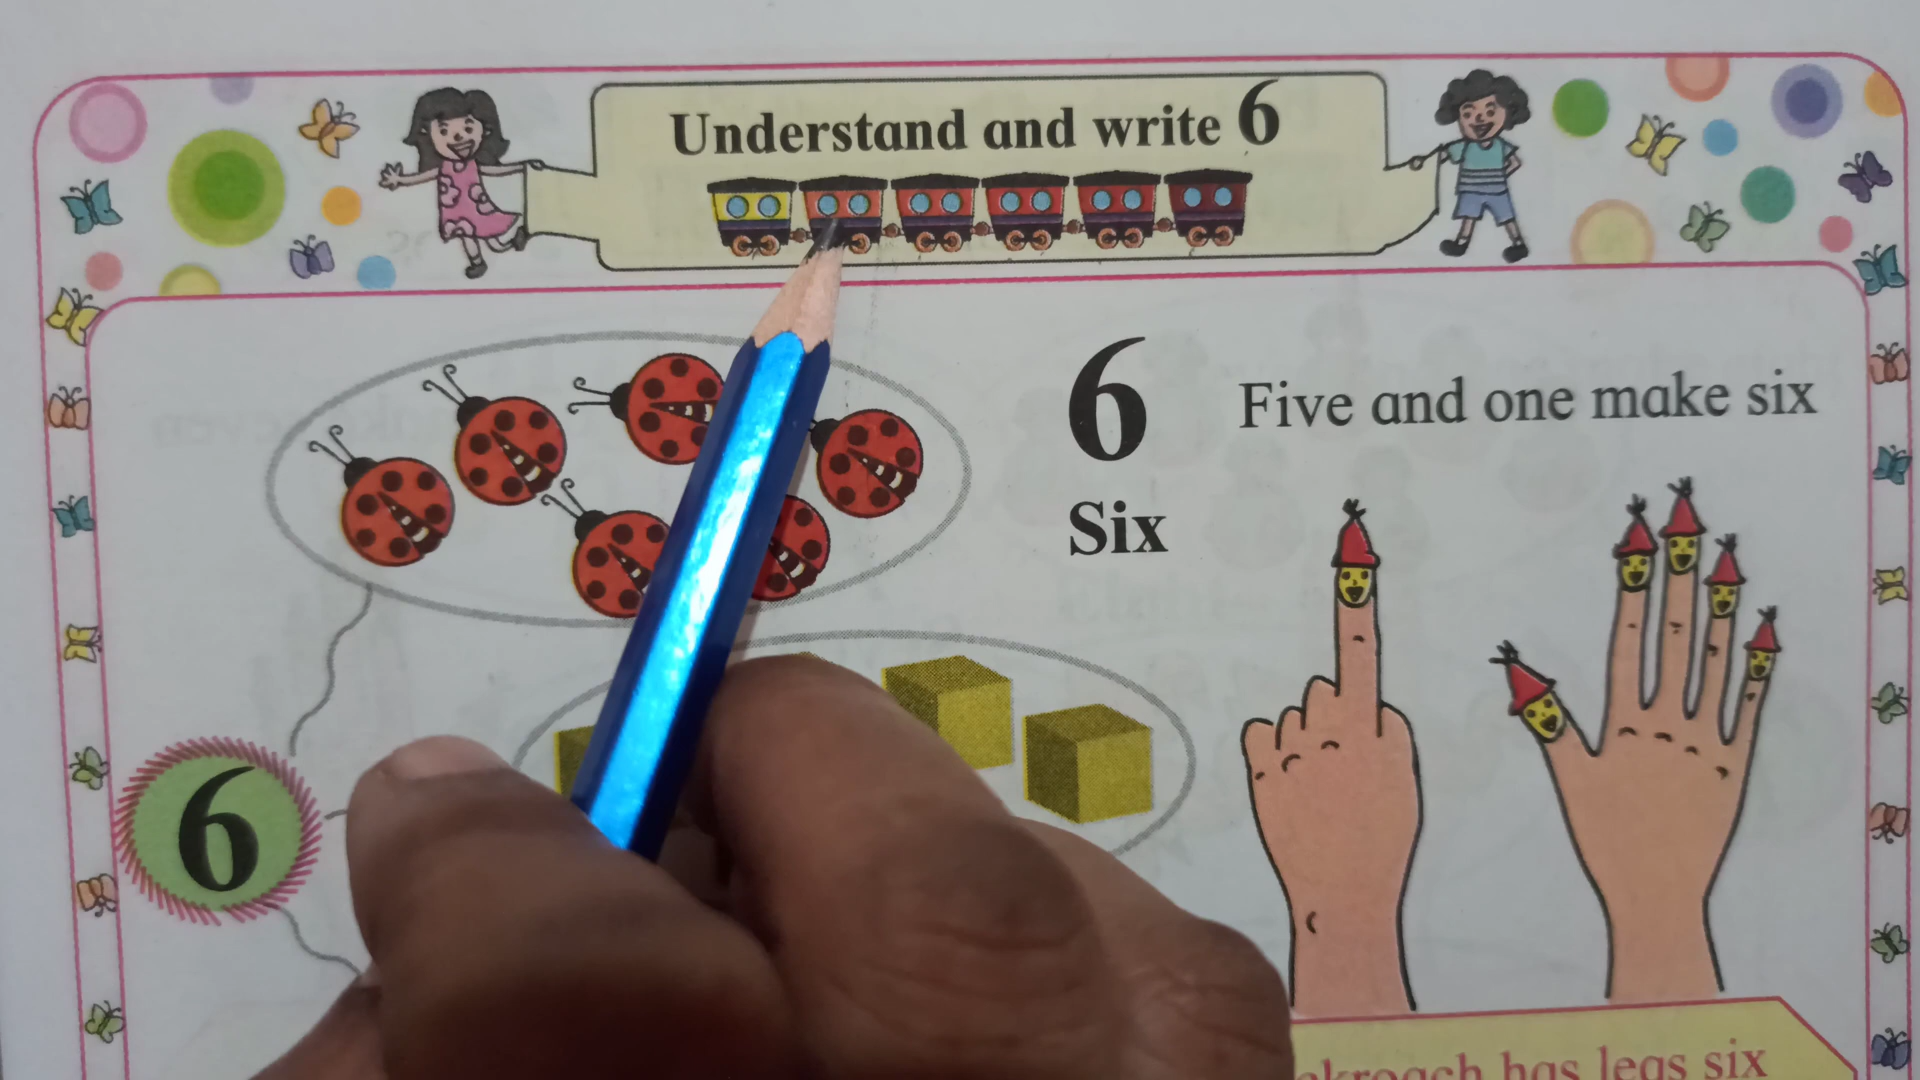 Understand and write 6
6 Five and one make six
Six
6
has legs six